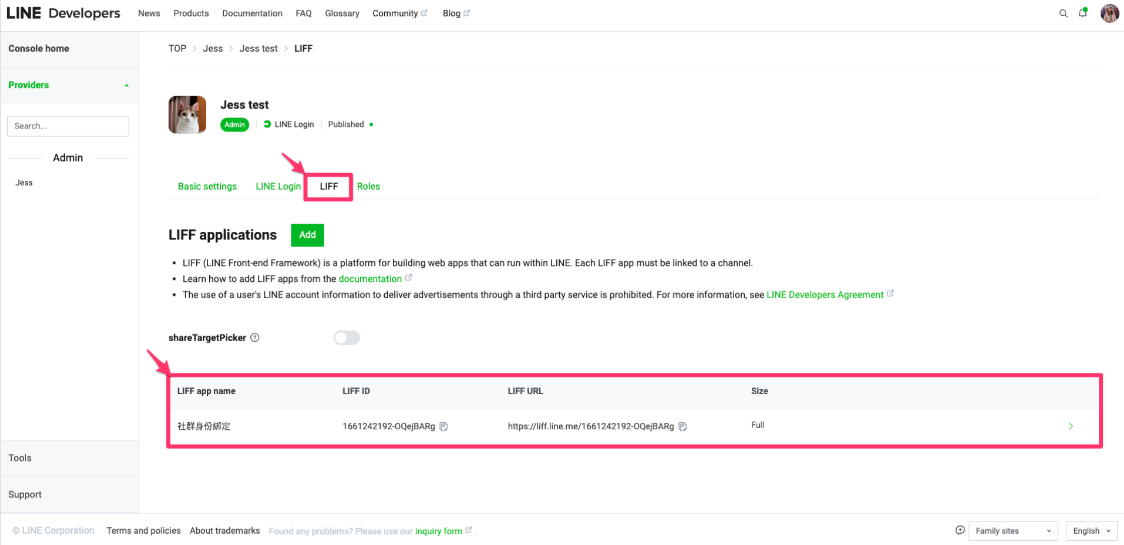 LINE Developers News Products Documentation FAQ Glossary Community Blog
Console home
TOP > Jess > Jess test > LIFF
Providers
Jess test
Admin LINE Login Published
Search...
Admin
Jess
Basic settings LINE Login LIFF Roles
LIFF applications Add
• LIFF (LINE Front-end Framework) is a platform for building web apps that can run within LINE. Each LIFF app must be linked to a channel.
• Learn how to add LIFF apps from the documentation
• The use of a user's LINE account information to deliver advertisements through a third party service is prohibited. For more information, see LINE Developers Agreement
shareTargetPicker ?
LIFF app name LIFF ID LIFF URL Size
社群身份綁定 1661242192-OQejBARg https://liff.line.me/1661242192-OQejBARg Full
Tools
Support
© LINE Corporation Terms and policies About trademarks Found any problems? Please use our inquiry form . Family sites English